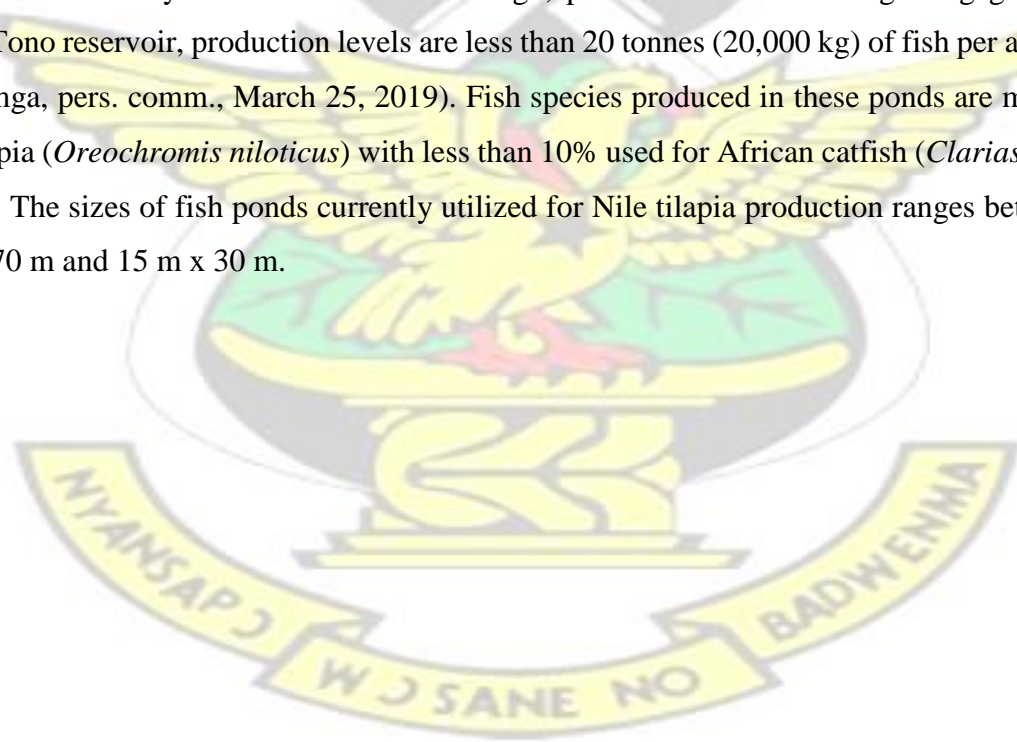 Tono reservoir, production levels are less than 20 tonnes (20,000 kg) of fish per a
nga, pers. comm., March 25, 2019). Fish species produced in these ponds are m
pia (Oreochromis niloticus) with less than 10% used for African catfish (Clarias
The sizes of fish ponds currently utilized for Nile tilapia production ranges bet
70 m and 15 m x 30 m.
NYANSAPƆ
WƆSANE NO
BADWENMA